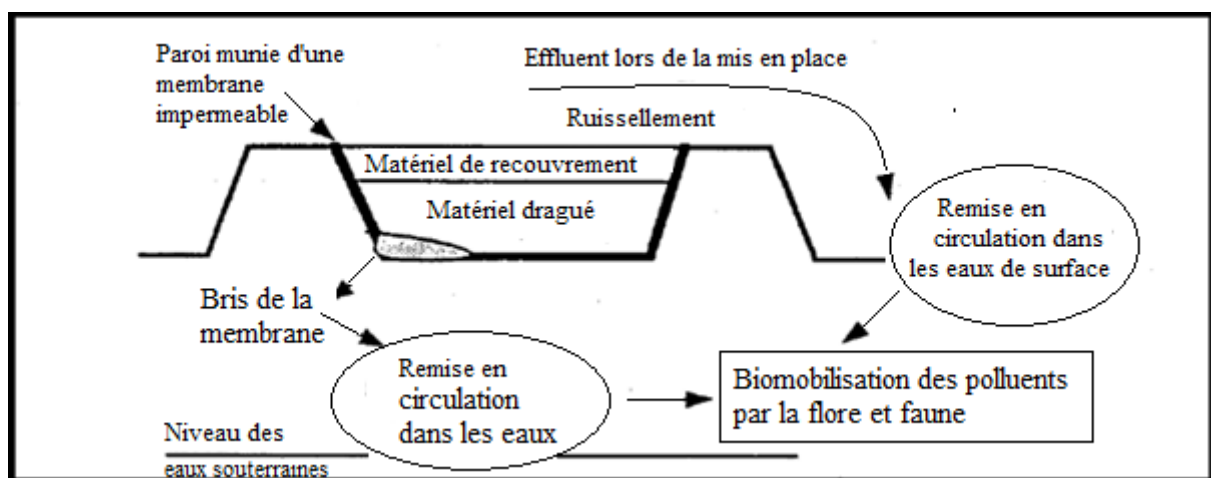 Paroi munie d'une
membrane
impermeable
Effluent lors de la mis en place
Ruissellement
Matériel de recouvrement
Matériel dragué
Remise en
circulation dans
les eaux de surface
Bris de la
membrane
Remise en
circulation
dans les eaux
Biomobilisation des polluents
par la flore et faune
Niveau des
eaux souterraines